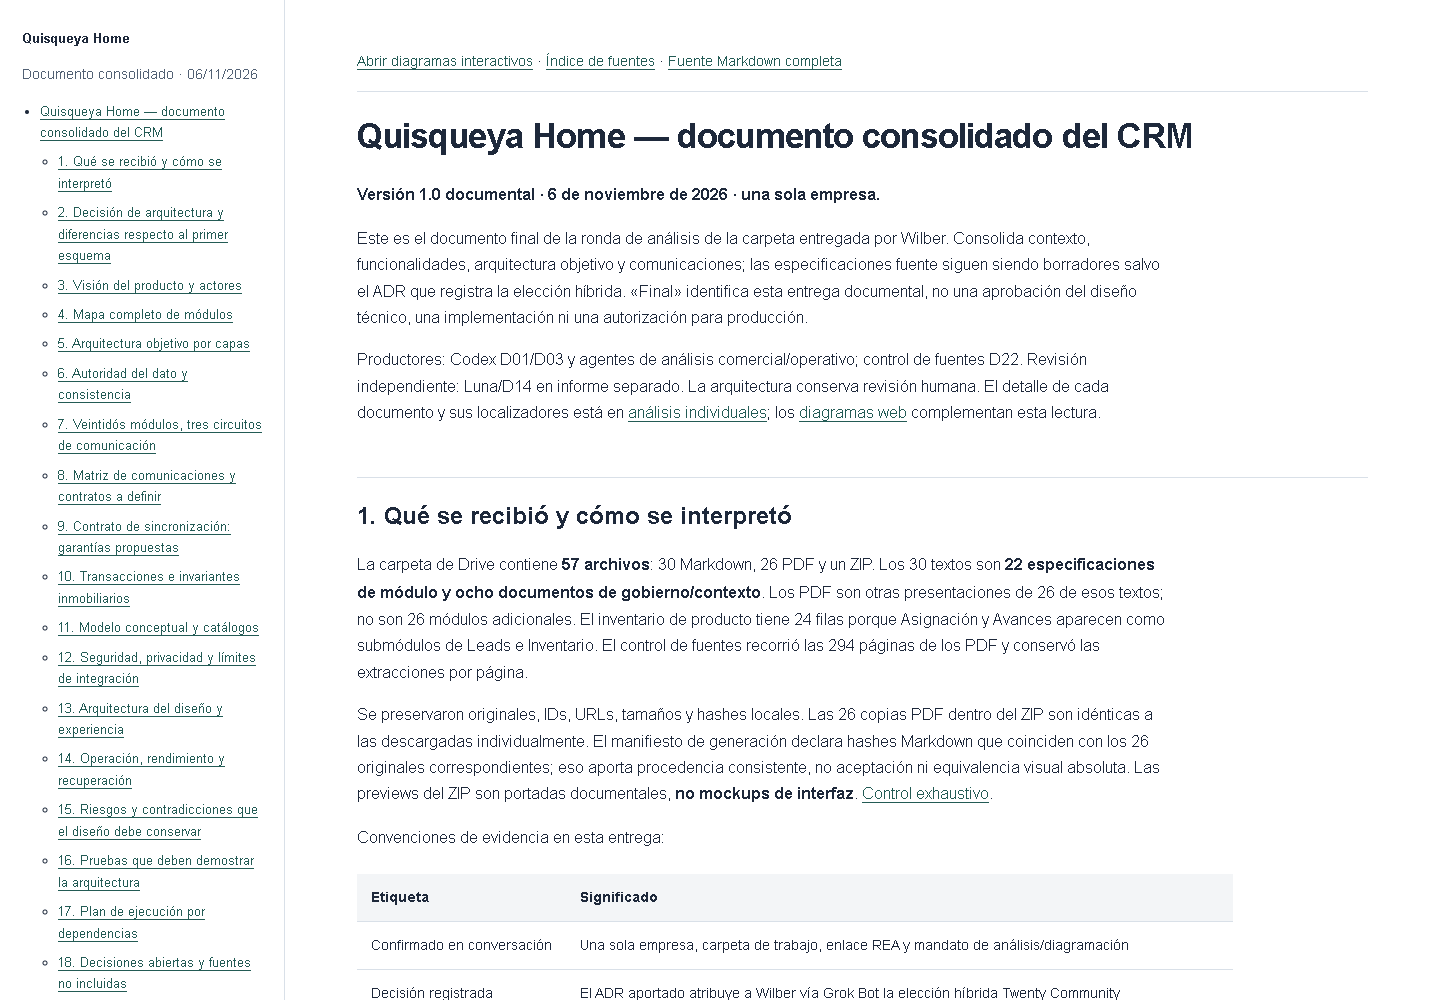 Quisqueya Home
Documento consolidado · 06/11/2026
Quisqueya Home — documento
consolidado del CRM
1. Qué se recibió y cómo se
interpretó
2. Decisión de arquitectura y
diferencias respecto al primer
esquema
3. Visión del producto y actores
4. Mapa completo de módulos
5. Arquitectura objetivo por capas
6. Autoridad del dato y
consistencia
7. Veintidós módulos, tres circuitos
de comunicación
8. Matriz de comunicaciones y
contratos a definir
9. Contrato de sincronización:
garantías propuestas
10. Transacciones e invariantes
inmobiliarios
11. Modelo conceptual y catálogos
12. Seguridad, privacidad y límites
de integración
13. Arquitectura del diseño y
experiencia
14. Operación, rendimiento y
recuperación
15. Riesgos y contradicciones que
el diseño debe conservar
16. Pruebas que deben demostrar
la arquitectura
17. Plan de ejecución por
dependencias
18. Decisiones abiertas y fuentes
no incluidas
Abrir diagramas interactivos · Índice de fuentes · Fuente Markdown completa
Quisqueya Home — documento consolidado del CRM
Versión 1.0 documental · 6 de noviembre de 2026 · una sola empresa.
Este es el documento final de la ronda de análisis de la carpeta entregada por Wilber. Consolida contexto,
funcionalidades, arquitectura objetivo y comunicaciones; las especificaciones fuente siguen siendo borradores salvo
el ADR que registra la elección híbrida. «Final» identifica esta entrega documental, no una aprobación del diseño
técnico, una implementación ni una autorización para producción.
Productores: Codex D01/D03 y agentes de análisis comercial/operativo; control de fuentes D22. Revisión
independiente: Luna/D14 en informe separado. La arquitectura conserva revisión humana. El detalle de cada
documento y sus localizadores está en análisis individuales; los diagramas web complementan esta lectura.
1. Qué se recibió y cómo se interpretó
La carpeta de Drive contiene 57 archivos: 30 Markdown, 26 PDF y un ZIP. Los 30 textos son 22 especificaciones
de módulo y ocho documentos de gobierno/contexto. Los PDF son otras presentaciones de 26 de esos textos;
no son 26 módulos adicionales. El inventario de producto tiene 24 filas porque Asignación y Avances aparecen como
submódulos de Leads e Inventario. El control de fuentes recorrió las 294 páginas de los PDF y conservó las
extracciones por página.
Se preservaron originales, IDs, URLs, tamaños y hashes locales. Las 26 copias PDF dentro del ZIP son idénticas a
las descargadas individualmente. El manifiesto de generación declara hashes Markdown que coinciden con los 26
originales correspondientes; eso aporta procedencia consistente, no aceptación ni equivalencia visual absoluta. Las
previews del ZIP son portadas documentales, no mockups de interfaz. Control exhaustivo.
Convenciones de evidencia en esta entrega:
Etiqueta Significado
Confirmado en conversación Una sola empresa, carpeta de trabajo, enlace REA y mandato de análisis/diagramación
Decisión registrada El ADR aportado atribuye a Wilber vía Grok Bot la elección híbrida Twenty Community